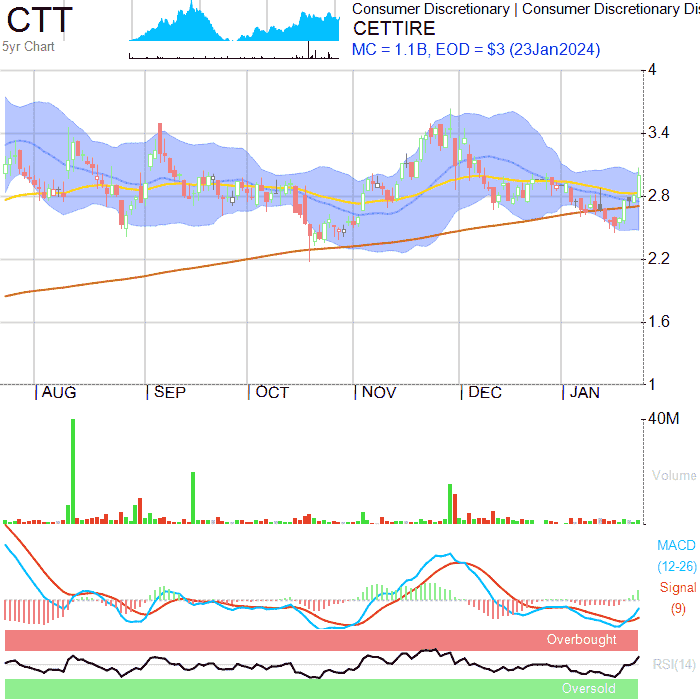 CTT
5yr Chart
Consumer Discretionary | Consumer Discretionary Dis
CETTIRE
MC = 1.1B, EOD = $3 (23Jan2024)
4
3.4
2.8
2.2
1.6
1
AUG
SEP
OCT
NOV
DEC
JAN
40M
Volume
MACD
(12-26)
Signal
(9)
Overbought
RSI(14)
Oversold